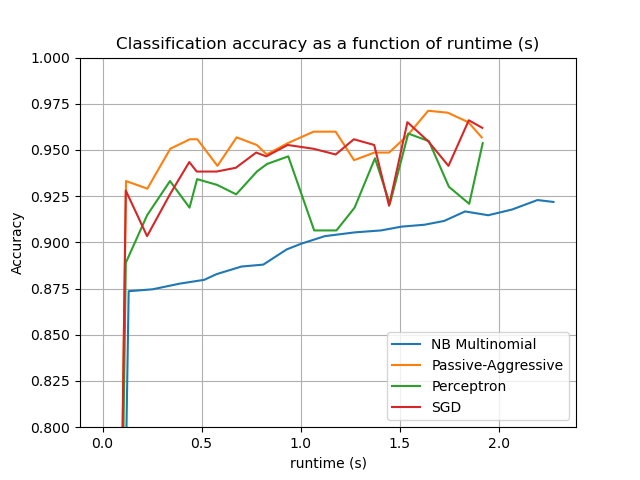 Classification accuracy as a function of runtime (s)
1.000
0.975
0.950
0.925
0.900
0.875
0.850
0.825
0.800
Accuracy
0.0 0.5 1.0 1.5 2.0
runtime (s)
NB Multinomial
Passive-Aggressive
Perceptron
SGD